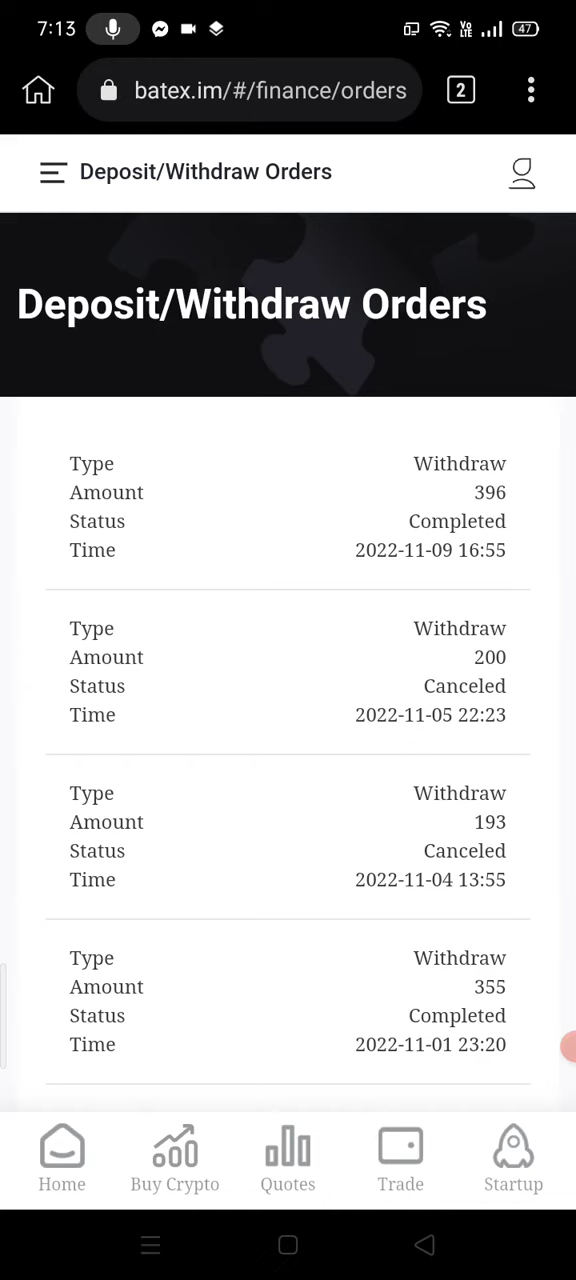 7:13
VO LTE 47
batex.im/#/finance/orders 2
Deposit/Withdraw Orders
Deposit/Withdraw Orders
Type Withdraw
Amount 396
Status Completed
Time 2022-11-09 16:55
Type Withdraw
Amount 200
Status Canceled
Time 2022-11-05 22:23
Type Withdraw
Amount 193
Status Canceled
Time 2022-11-04 13:55
Type Withdraw
Amount 355
Status Completed
Time 2022-11-01 23:20
Home Buy Crypto Quotes Trade Startup